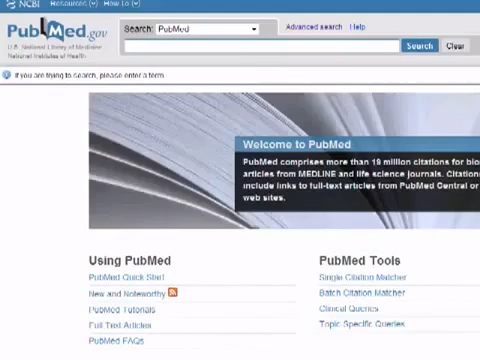 NCBI Resources How To
PubMed.gov
U.S. National Library of Medicine
National Institutes of Health
Search: PubMed
Advanced search Help
Search Clear
If you are trying to search, please enter a term
Welcome to PubMed
PubMed comprises more than 19 million citations for bio
articles from MEDLINE and life science journals. Citation
include links to full-text articles from PubMed Central or
web sites.
Using PubMed
PubMed Quick Start
New and Noteworthy
PubMed Tutorials
Full Text Articles
PubMed FAQs
PubMed Tools
Single Citation Matcher
Batch Citation Matcher
Clinical Queries
Topic Specific Queries